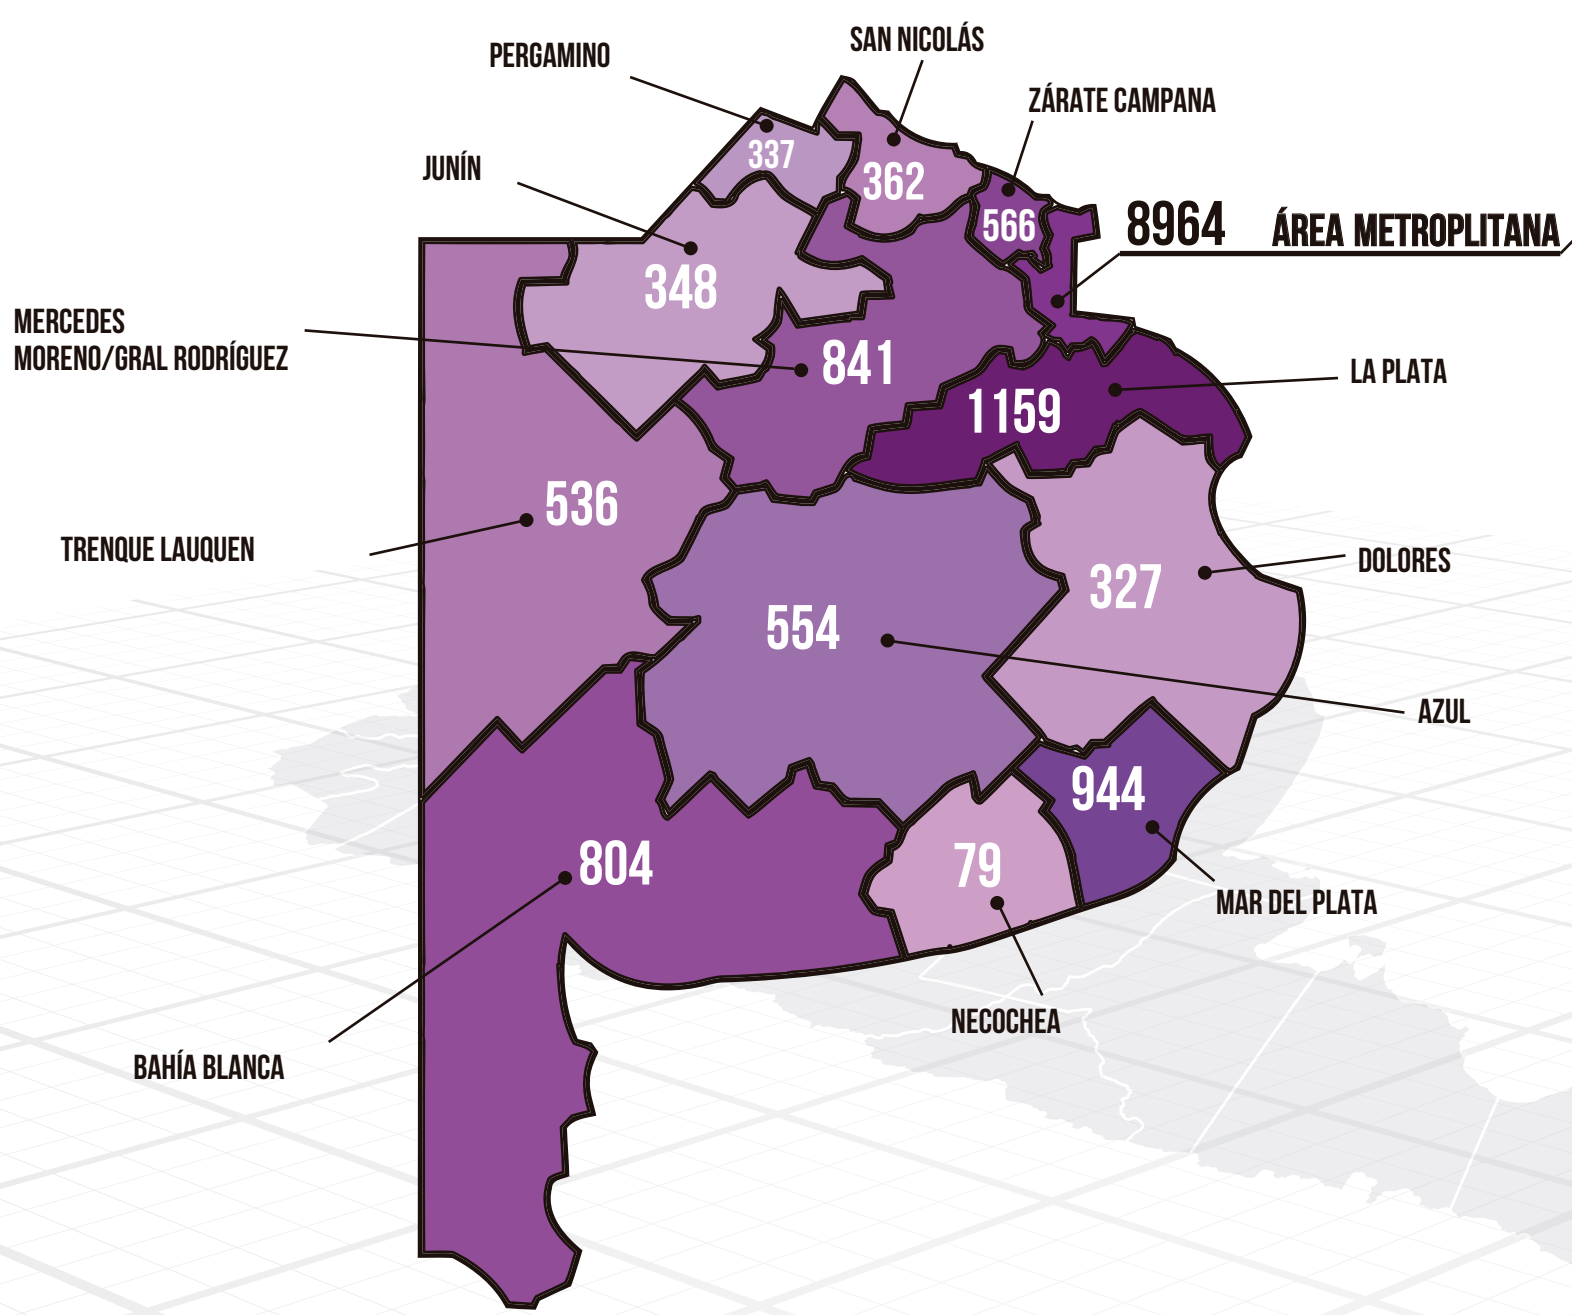 SAN NICOLÁS
PERGAMINO
ZÁRATE CAMPANA
337
JUNÍN
362
566
8964 ÁREA METROPLITANA
348
MERCEDES
MORENO/GRAL RODRÍGUEZ
841
LA PLATA
1159
536
TRENQUE LAUQUEN
DOLORES
327
554
AZUL
944
804
79
MAR DEL PLATA
NECOCHEA
BAHÍA BLANCA